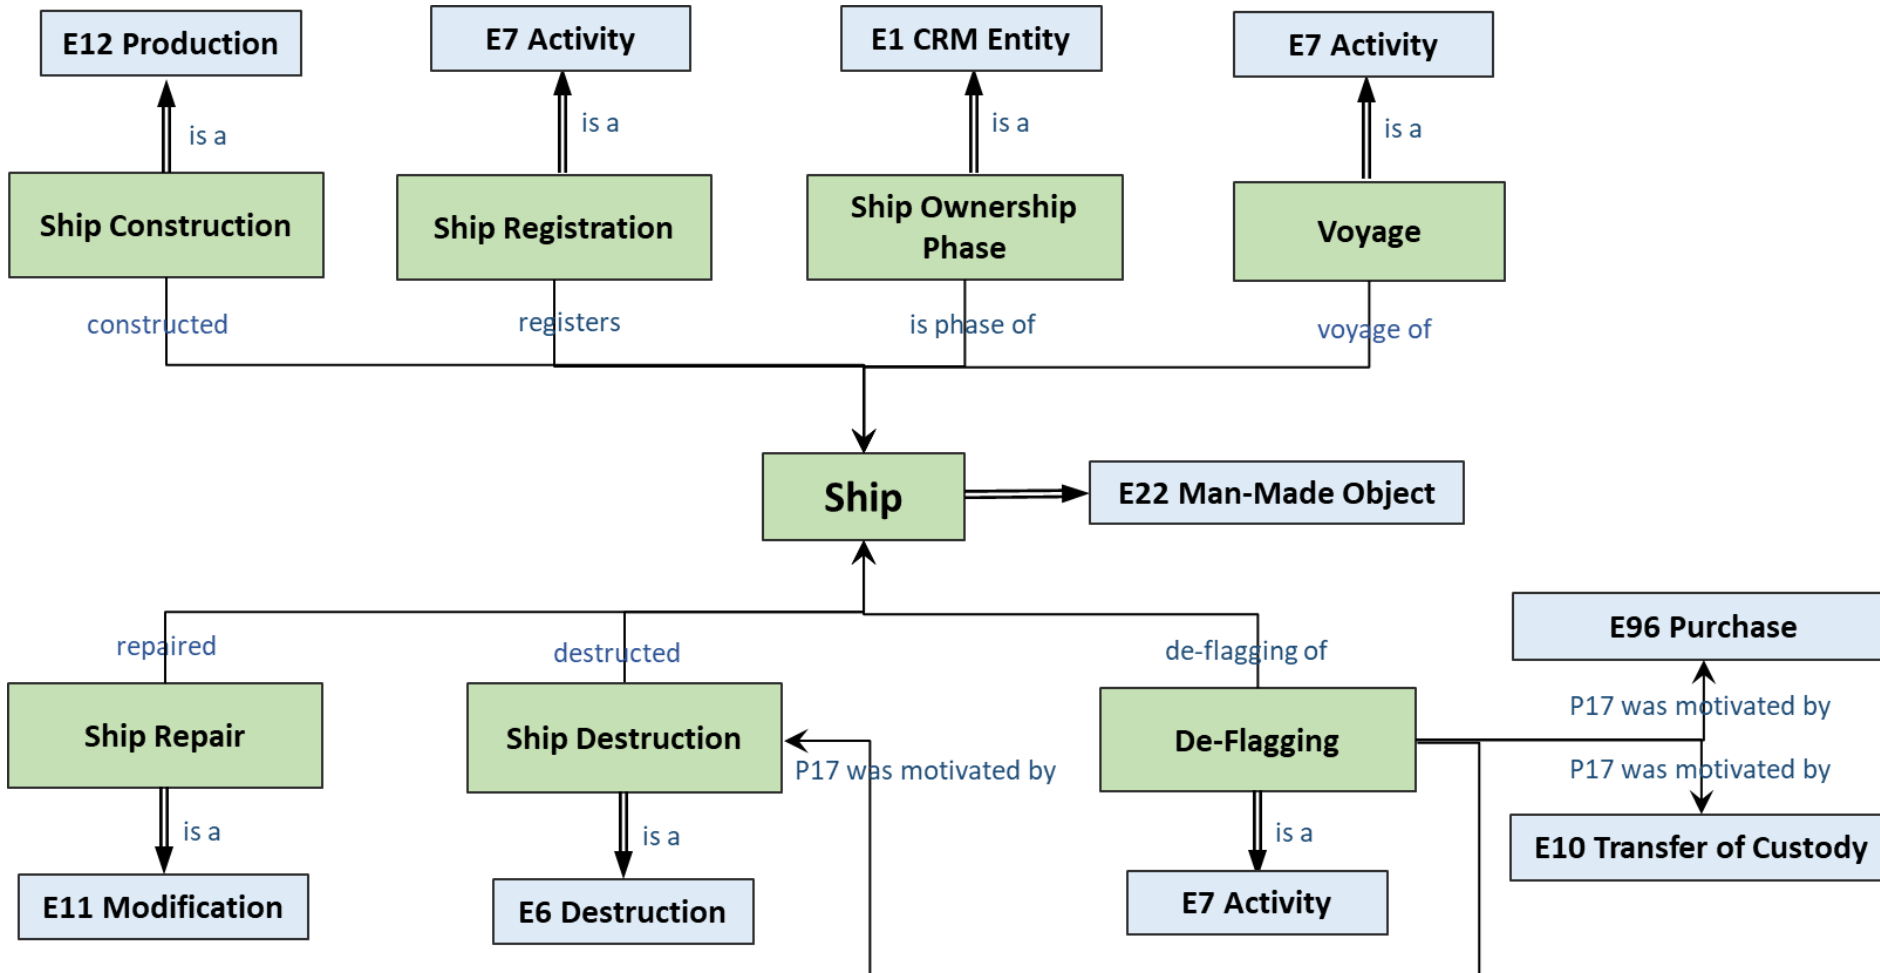 E12 Production
E7 Activity
E1 CRM Entity
E7 Activity
is a
is a
is a
is a
Ship Construction
Ship Registration
Ship Ownership
Phase
Voyage
constructed
registers
is phase of
voyage of
Ship
E22 Man-Made Object
repaired
destructed
de-flagging of
E96 Purchase
P17 was motivated by
Ship Repair
Ship Destruction
De-Flagging
P17 was motivated by
P17 was motivated by
is a
is a
is a
E10 Transfer of Custody
E11 Modification
E6 Destruction
E7 Activity